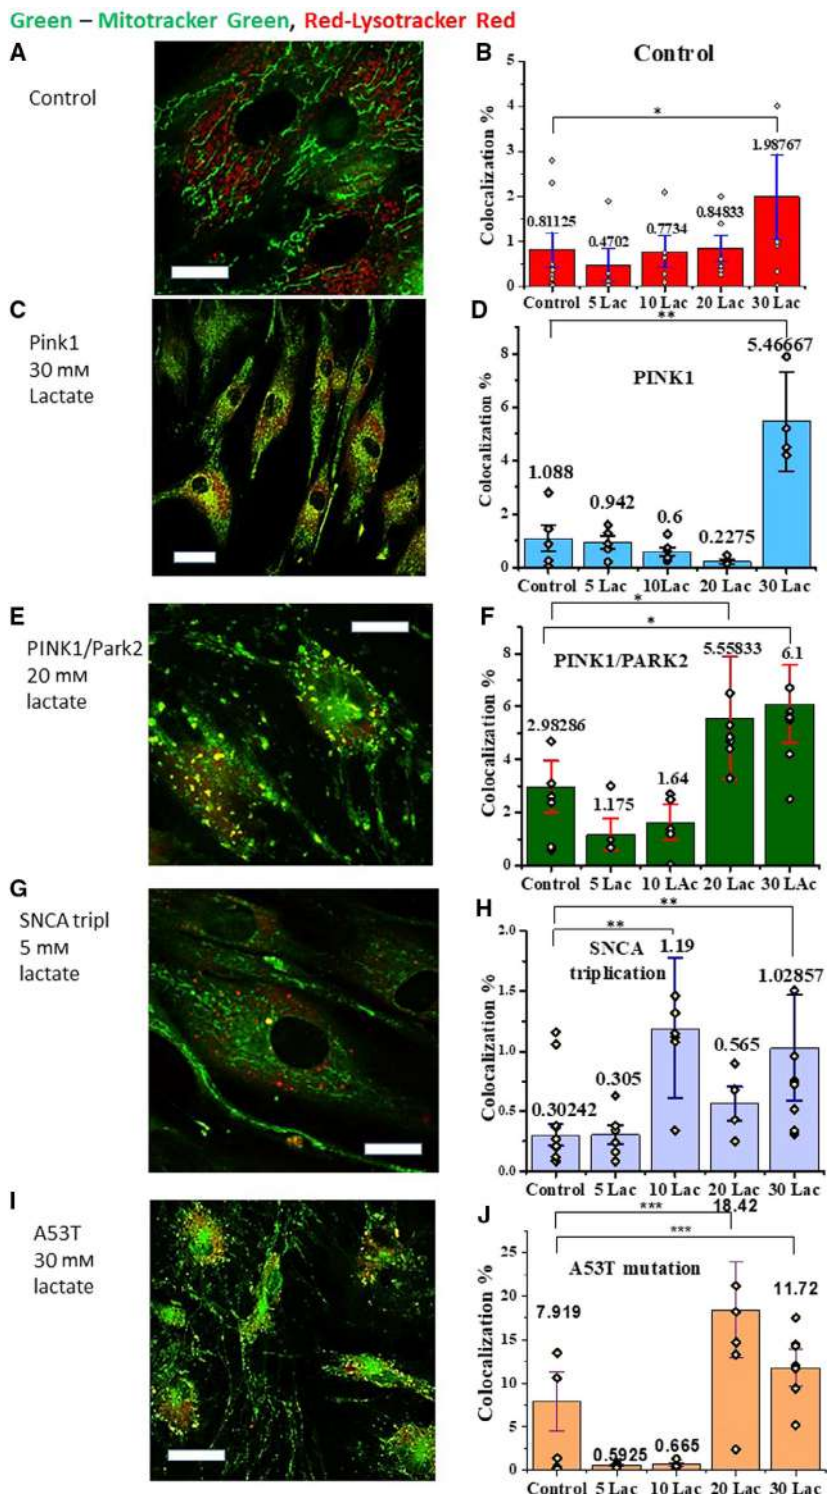 Green – Mitotracker Green, Red-Lysotracker Red
A
Control
B
Control
Colocalization %
5
4
3
2
1
0
*
0.81125
0.4702
0.7734
0.84833
1.98767
Control 5 Lac 10 Lac 20 Lac 30 Lac
C
Pink1
30 mM
Lactate
D
PINK1
Colocalization %
8
6
4
2
0
**
1.088
0.942
0.6
0.2275
5.46667
Control 5 Lac 10Lac 20 Lac 30 Lac
E
PINK1/Park2
20 mM
lactate
F
PINK1/PARK2
Colocalization %
8
6
4
2
0
*
*
2.98286
1.175
1.64
5.55833
6.1
Control 5 Lac 10 LAc 20 Lac 30 LAc
G
SNCA tripl
5 mM
lactate
H
SNCA
triplication
Colocalization %
2.0
1.5
1.0
0.5
0.0
**
**
0.30242
0.305
1.19
0.565
1.02857
Control 5 Lac 10 Lac 20 Lac 30 Lac
I
A53T
30 mM
lactate
J
A53T mutation
Colocalization %
25
20
15
10
5
0
***
***
7.919
0.5925
0.665
18.42
11.72
Control 5 Lac 10 Lac 20 Lac 30 Lac